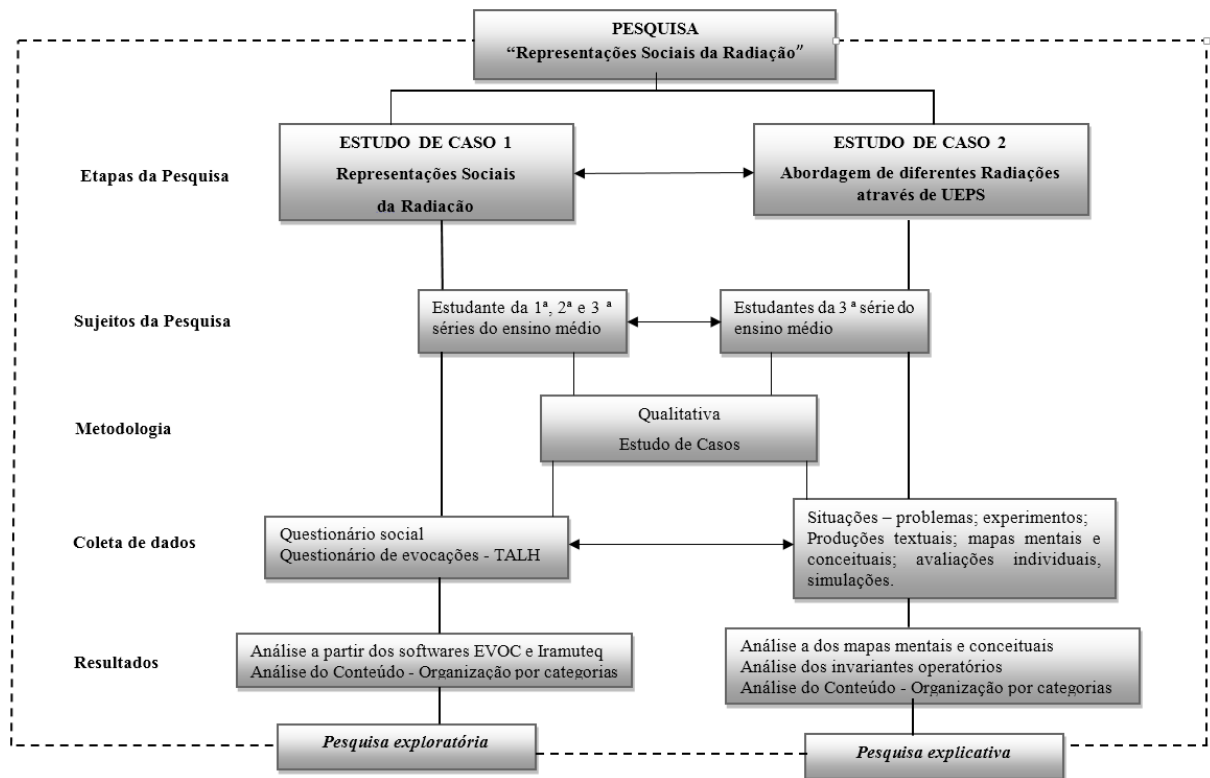 PESQUISA
“Representações Sociais da Radiação”
ESTUDO DE CASO 1
Representações Sociais
da Radiação
ESTUDO DE CASO 2
Abordagem de diferentes Radiações
através de UEPS
Etapas da Pesquisa
Sujeitos da Pesquisa
Estudante da 1ª, 2ª e 3 ª
séries do ensino médio
Estudantes da 3 ª série do
ensino médio
Metodologia
Qualitativa
Estudo de Casos
Coleta de dados
Questionário social
Questionário de evocações - TALH
Situações – problemas; experimentos;
Produções textuais; mapas mentais e
conceituais; avaliações individuais,
simulações.
Resultados
Análise a partir dos softwares EVOC e Iramuteq
Análise do Conteúdo - Organização por categorias
Análise a dos mapas mentais e conceituais
Análise dos invariantes operatórios
Análise do Conteúdo - Organização por categorias
Pesquisa exploratória
Pesquisa explicativa